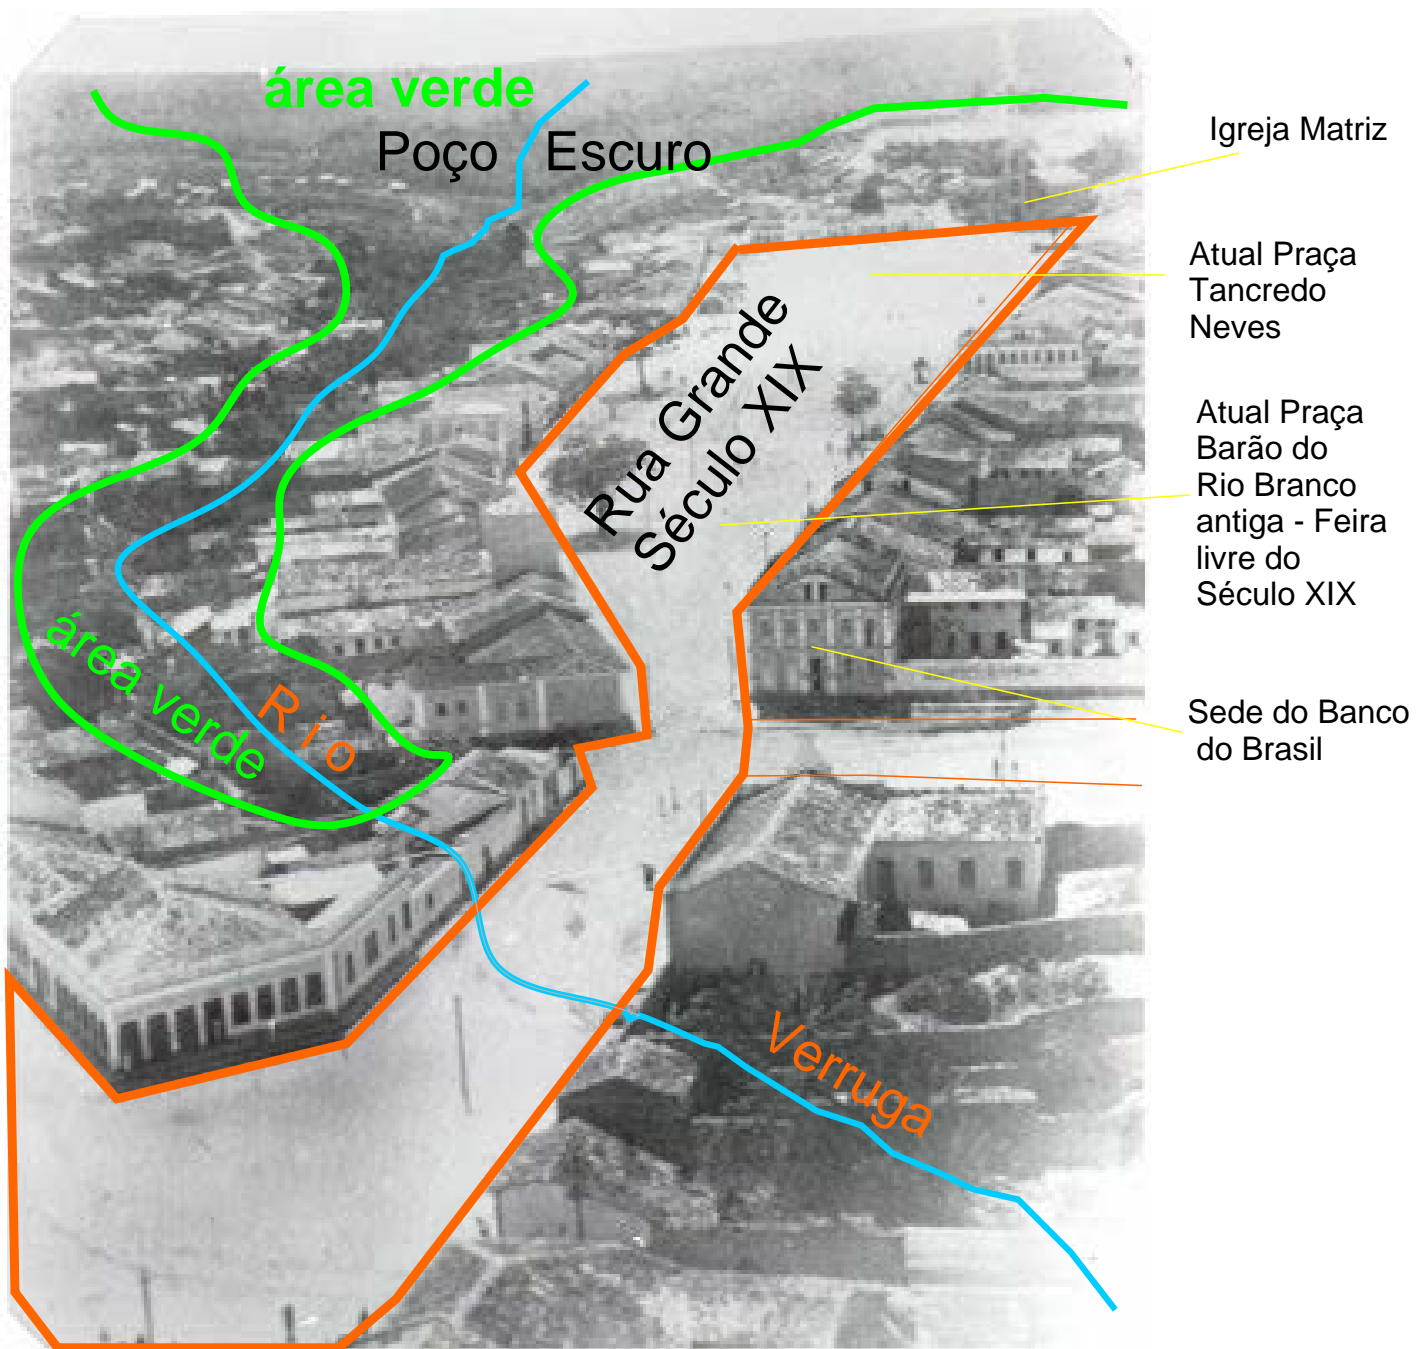 área verde
Poço Escuro
Igreja Matriz
Atual Praça
Tancredo
Neves
Rua Grande
Século XIX
Atual Praça
Barão do
Rio Branco
antiga - Feira
livre do
Século XIX
área verde
Rio
Sede do Banco
do Brasil
Verruga